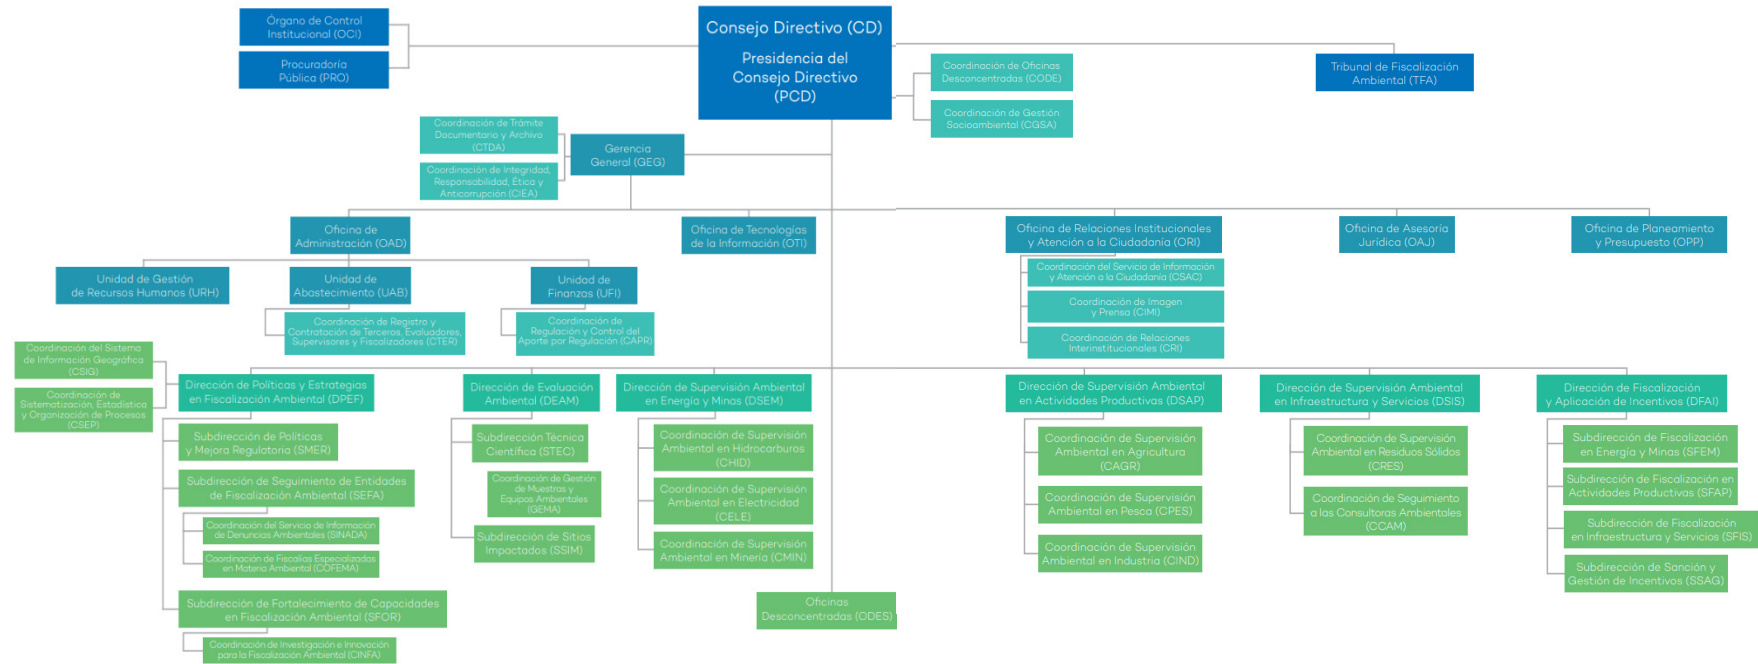 Órgano de Control
Institucional (OCI)
Procuradoría
Pública (PRO)
Consejo Directivo (CD)
Presidencia del
Consejo Directivo
(PCD)
Coordinación de Oficinas
Desconcentradas (CODE)
Coordinación de Gestión
Socioambiental (CGSA)
Tribunal de Fiscalización
Ambiental (TFA)
Coordinación de Trámite
Documentario y Archivo
(CTDA)
Coordinación de Integridad,
Responsabilidad, Ética y
Anticorrupción (CIEA)
Gerencia
General (GEG)
Oficina de
Administración (OAD)
Oficina de Tecnologías
de la Información (OTI)
Oficina de Relaciones Institucionales
y Atención a la Ciudadanía (ORI)
Oficina de Asesoría
Jurídica (OAJ)
Oficina de Planeamiento
y Presupuesto (OPP)
Unidad de Gestión
de Recursos Humanos (URH)
Unidad de
Abastecimiento (UAB)
Unidad de
Finanzas (UFI)
Coordinación del Servicio de Información
y Atención a la Ciudadanía (CSAC)
Coordinación de Imagen
y Prensa (CIMI)
Coordinación de Relaciones
Interinstitucionales (CRI)
Coordinación de Registro y
Contratación de Terceros, Evaluadores,
Supervisores y Fiscalizadores (CTER)
Coordinación de
Regulación y Control del
Aporte por Regulación (CAPR)
Coordinación del Sistema
de Información Geográfica
(CSIG)
Coordinación de
Sistematización, Estadística
y Organización de Procesos
(CSEP)
Dirección de Políticas y Estrategias
en Fiscalización Ambiental (DPEF)
Subdirección de Políticas
y Mejora Regulatoria (SMER)
Subdirección de Seguimiento de Entidades
de Fiscalización Ambiental (SEFA)
Coordinación del Servicio de Información
de Denuncias Ambientales (SINADA)
Coordinación de Fiscalías Especializadas
en Materia Ambiental (COFEMA)
Subdirección de Fortalecimiento de Capacidades
en Fiscalización Ambiental (SFOR)
Coordinación de Investigación e Innovación
para la Fiscalización Ambiental (CINFA)
Dirección de Evaluación
Ambiental (DEAM)
Subdirección Técnica
Científica (STEC)
Coordinación de Gestión
de Muestras y
Equipos Ambientales
(GEMA)
Subdirección de Sitios
Impactados (SSIM)
Dirección de Supervisión Ambiental
en Energía y Minas (DSEM)
Coordinación de Supervisión
Ambiental en Hidrocarburos
(CHID)
Coordinación de Supervisión
Ambiental en Electricidad
(CELE)
Coordinación de Supervisión
Ambiental en Minería (CMIN)
Oficinas
Desconcentradas (ODES)
Dirección de Supervisión Ambiental
en Actividades Productivas (DSAP)
Coordinación de Supervisión
Ambiental en Agricultura
(CAGR)
Coordinación de Supervisión
Ambiental en Pesca (CPES)
Coordinación de Supervisión
Ambiental en Industria (CIND)
Dirección de Supervisión Ambiental
en Infraestructura y Servicios (DSIS)
Coordinación de Supervisión
Ambiental en Residuos Sólidos
(CRES)
Coordinación de Seguimiento
a las Consultoras Ambientales
(CCAM)
Dirección de Fiscalización
y Aplicación de Incentivos (DFAI)
Subdirección de Fiscalización
en Energía y Minas (SFEM)
Subdirección de Fiscalización en
Actividades Productivas (SFAP)
Subdirección de Fiscalización
en Infraestructura y Servicios (SFIS)
Subdirección de Sanción y
Gestión de Incentivos (SSAG)